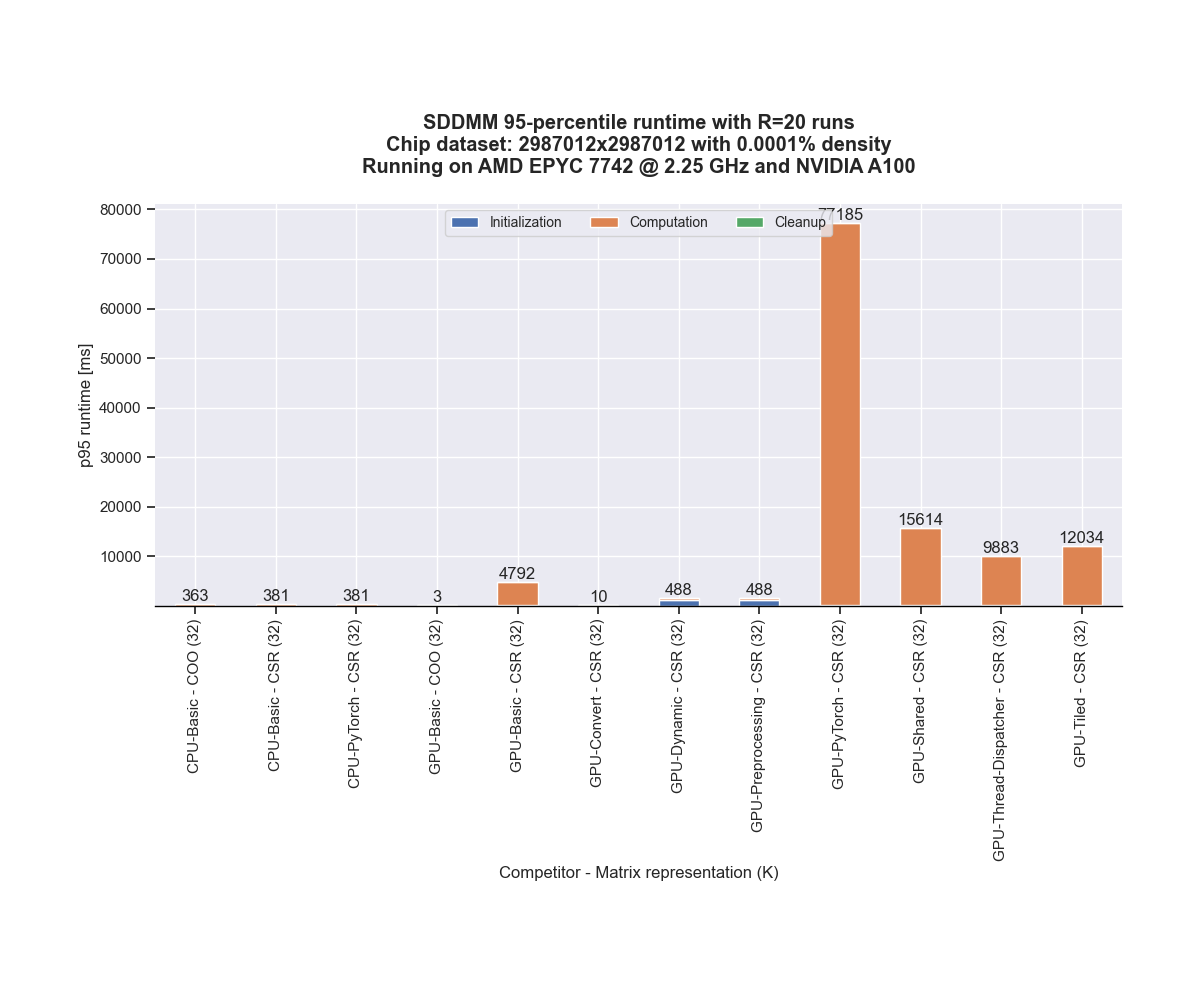 SDDMM 95-percentile runtime with R=20 runs
Chip dataset: 2987012x2987012 with 0.0001% density
Running on AMD EPYC 7742 @ 2.25 GHz and NVIDIA A100
Initialization
Computation
Cleanup
p95 runtime [ms]
80000
70000
60000
50000
40000
30000
20000
10000
363
381
381
3
4792
10
488
488
77185
15614
9883
12034
CPU-Basic - COO (32)
CPU-Basic - CSR (32)
CPU-PyTorch - CSR (32)
GPU-Basic - COO (32)
GPU-Basic - CSR (32)
GPU-Convert - CSR (32)
GPU-Dynamic - CSR (32)
GPU-Preprocessing - CSR (32)
GPU-PyTorch - CSR (32)
GPU-Shared - CSR (32)
GPU-Thread-Dispatcher - CSR (32)
GPU-Tiled - CSR (32)
Competitor - Matrix representation (K)